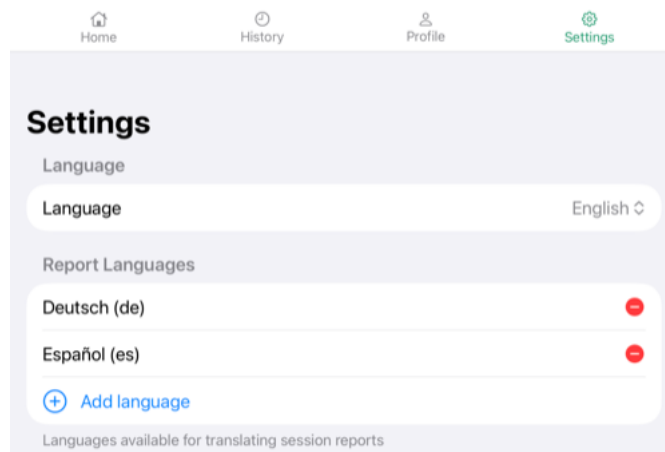 Home History Profile Settings
Settings
Language
Language English
Report Languages
Deutsch (de)
Español (es)
Add language
Languages available for translating session reports